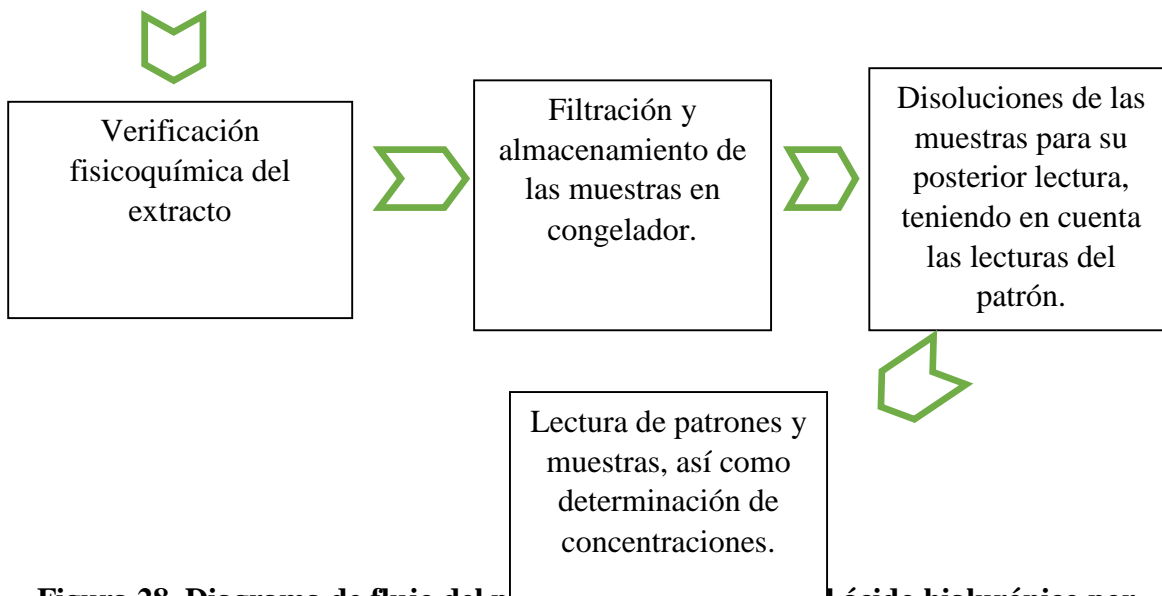 Verificación
fisicoquímica del
extracto
Filtración y
almacenamiento de
las muestras en
congelador.
Disoluciones de las
muestras para su
posterior lectura,
teniendo en cuenta
las lecturas del
patrón.
Lectura de patrones y
muestras, así como
determinación de
concentraciones.
Figura 28. Diagrama de flujo del ácido hialurónico por